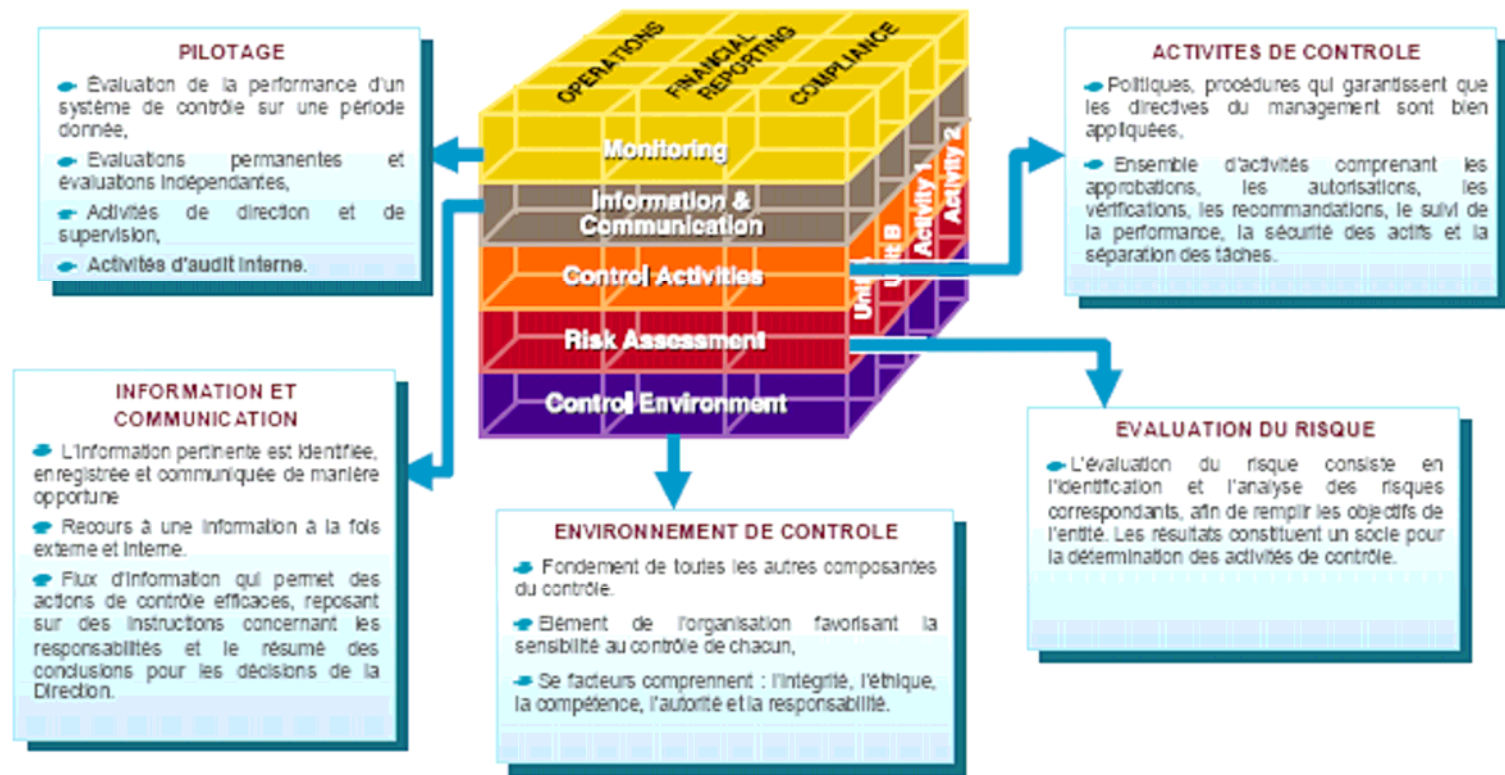 PILOTAGE
Évaluation de la performance d'un
système de contrôle sur une période
donnée,
Evaluations permanentes et
évaluations indépendantes,
Activités de direction et de
supervision,
Activités d'audit interne.
OPERATIONS
FINANCIAL
REPORTING
COMPLIANCE
Monitoring
Information &
Communication
Control Activities
Risk Assessment
Control Environment
Unit B
Activity 1
Activity 2
ACTIVITES DE CONTROLE
Politiques, procédures qui garantissent que
les directives du management sont bien
appliquées,
Ensemble d'activités comprenant les
approbations, les autorisations, les
vérifications, les recommandations, le suivi de
la performance, la sécurité des actifs et la
séparation des tâches.
INFORMATION ET
COMMUNICATION
L'information pertinente est identifiée,
enregistrée et communiquée de manière
opportune
Recours à une information à la fois
externe et interne.
Flux d'information qui permet des
actions de contrôle efficaces, reposant
sur des instructions concernant les
responsabilités et le résumé des
conclusions pour les décisions de la
Direction.
ENVIRONNEMENT DE CONTROLE
Fondement de toutes les autres composantes
du contrôle.
Elément de l'organisation favorisant la
sensibilité au contrôle de chacun,
Se facteurs comprennent : l'intégrité, l'éthique,
la compétence, l'autorité et la responsabilité.
EVALUATION DU RISQUE
L'évaluation du risque consiste en
l'identification et l'analyse des risques
correspondants, afin de remplir les objectifs de
l'entité. Les résultats constituent un socle pour
la détermination des activités de contrôle.